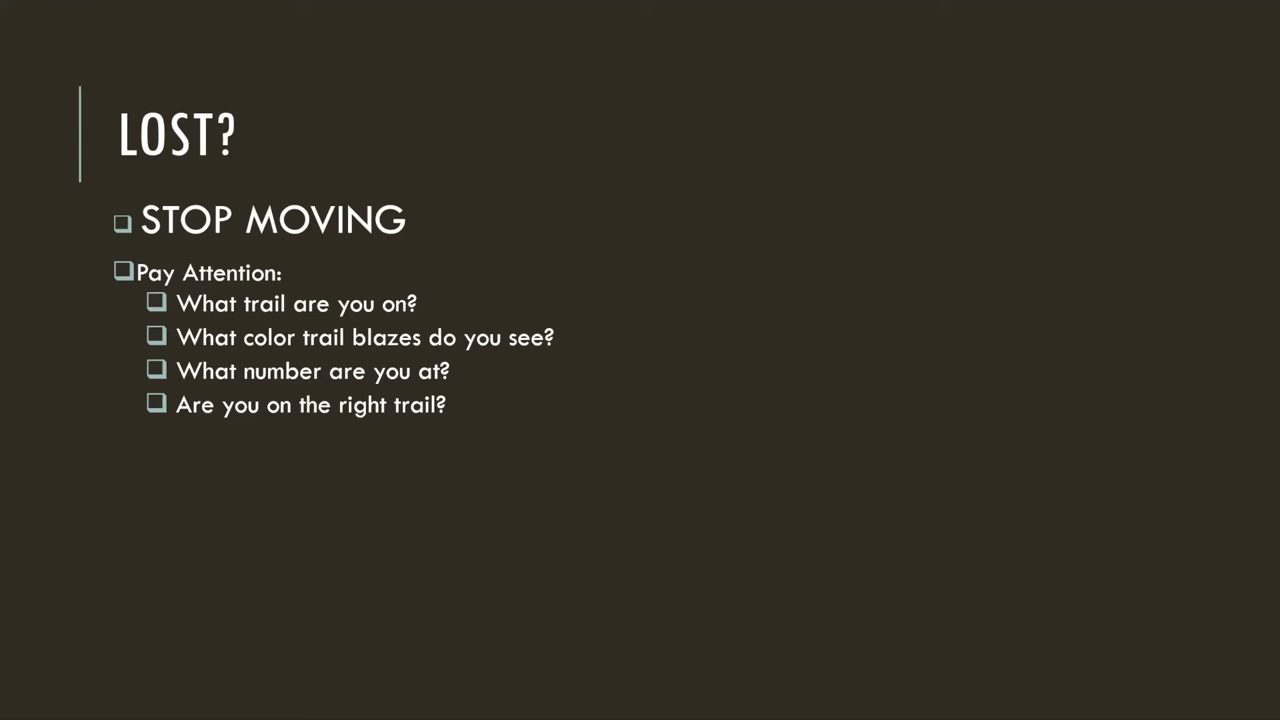 LOST?
STOP MOVING
Pay Attention:
What trail are you on?
What color trail blazes do you see?
What number are you at?
Are you on the right trail?